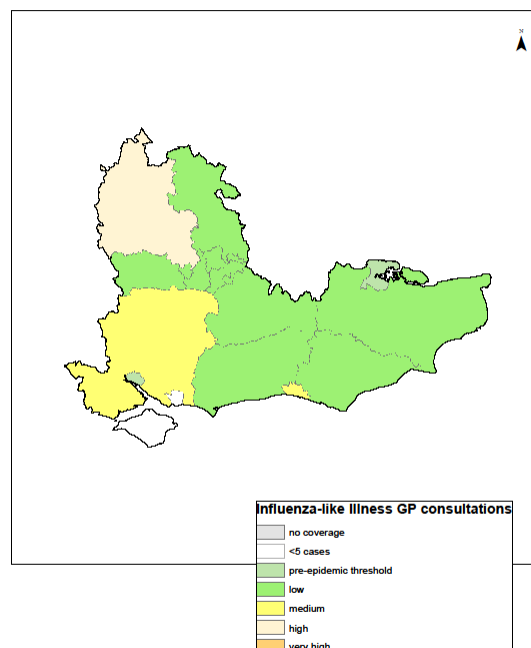 N
Influenza-like Illness GP consultations
no coverage
<5 cases
pre-epidemic threshold
low
medium
high
very high